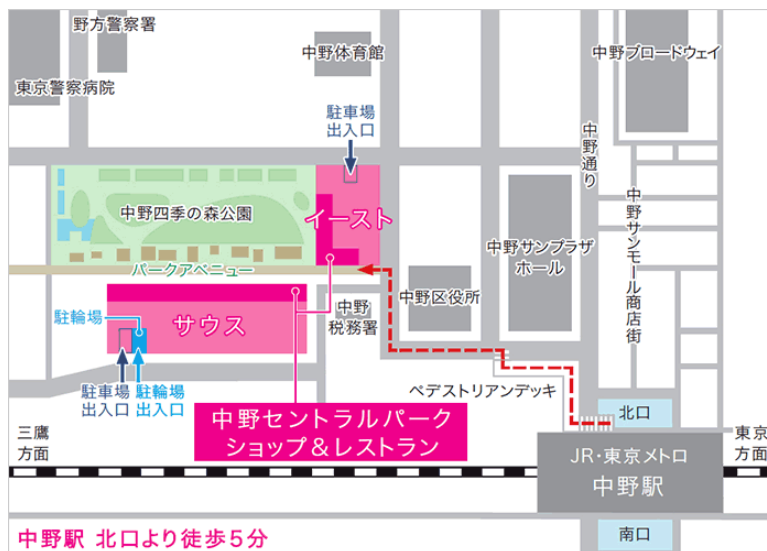 野方警察署
東京警察病院
中野体育館
中野ブロードウェイ
駐車場
出入口
中野通り
中野サンモール商店街
中野四季の森公園
イースト
中野サンプラザ
ホール
パークアベニュー
中野区役所
中野
税務署
駐輪場
サウス
駐車場
出入口
駐輪場
出入口
ペデストリアンデッキ
中野セントラルパーク
ショップ&レストラン
北口
三鷹
方面
東京
方面
JR・東京メトロ
中野駅
南口
中野駅 北口より徒歩5分